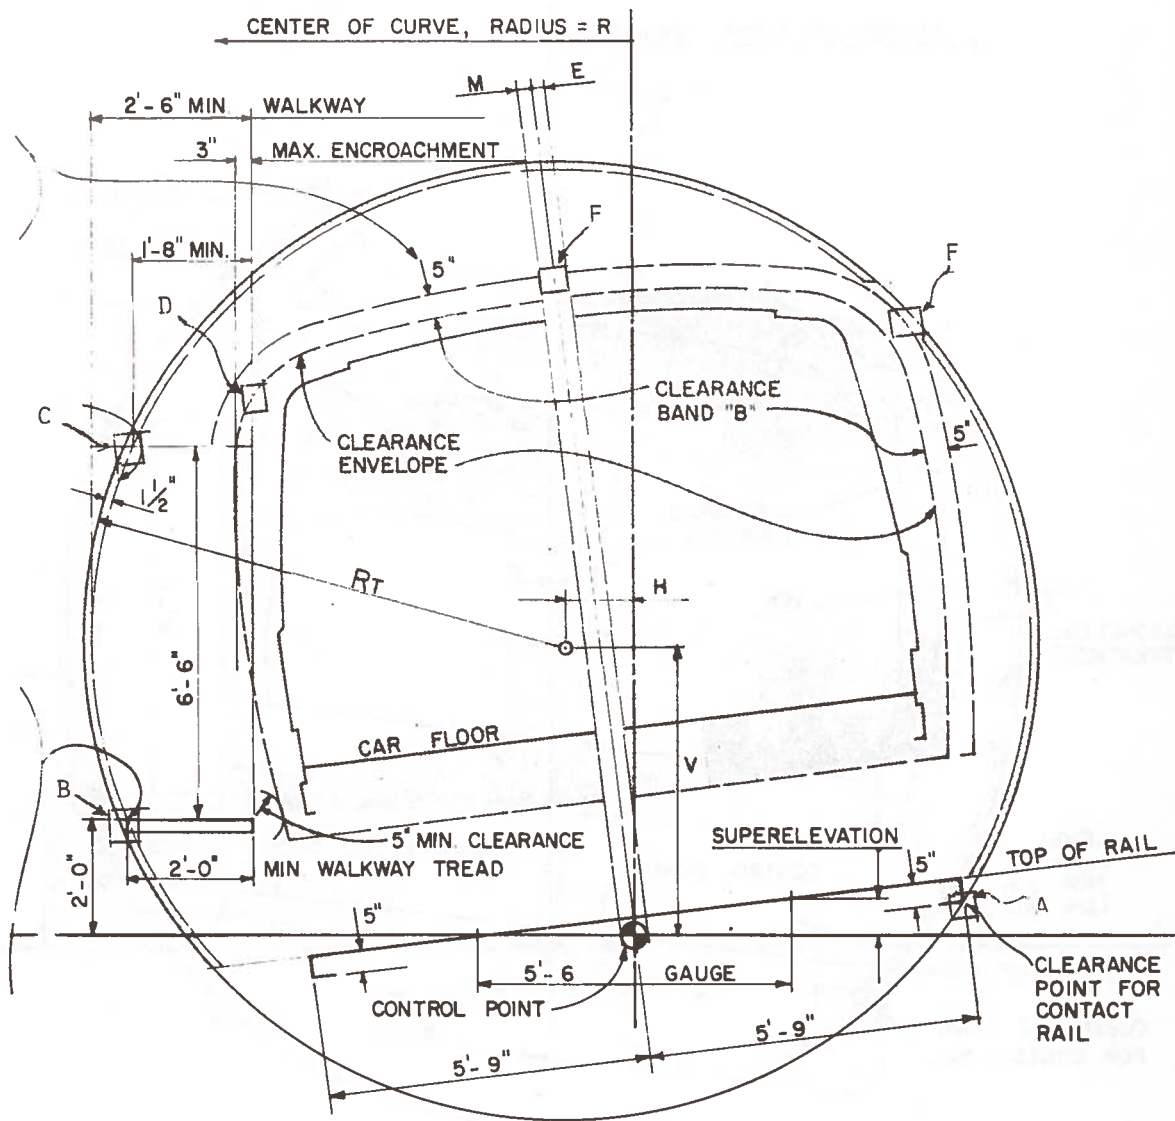 CENTER OF CURVE, RADIUS = R
M
E
2'-6" MIN.
WALKWAY
3"
MAX. ENCROACHMENT
F
1'-8" MIN.
5"
F
D
CLEARANCE
BAND "B"
C
CLEARANCE
ENVELOPE
5"
1 1/2"
RT
H
6'-6"
CAR FLOOR
V
B
5" MIN. CLEARANCE
SUPERELEVATION
5"
TOP OF RAIL
2'-0"
MIN. WALKWAY TREAD
2'-0"
A
5"
5'-6
GAUGE
CONTROL POINT
CLEARANCE
POINT FOR
CONTACT
RAIL
5'-9"
5'-9"